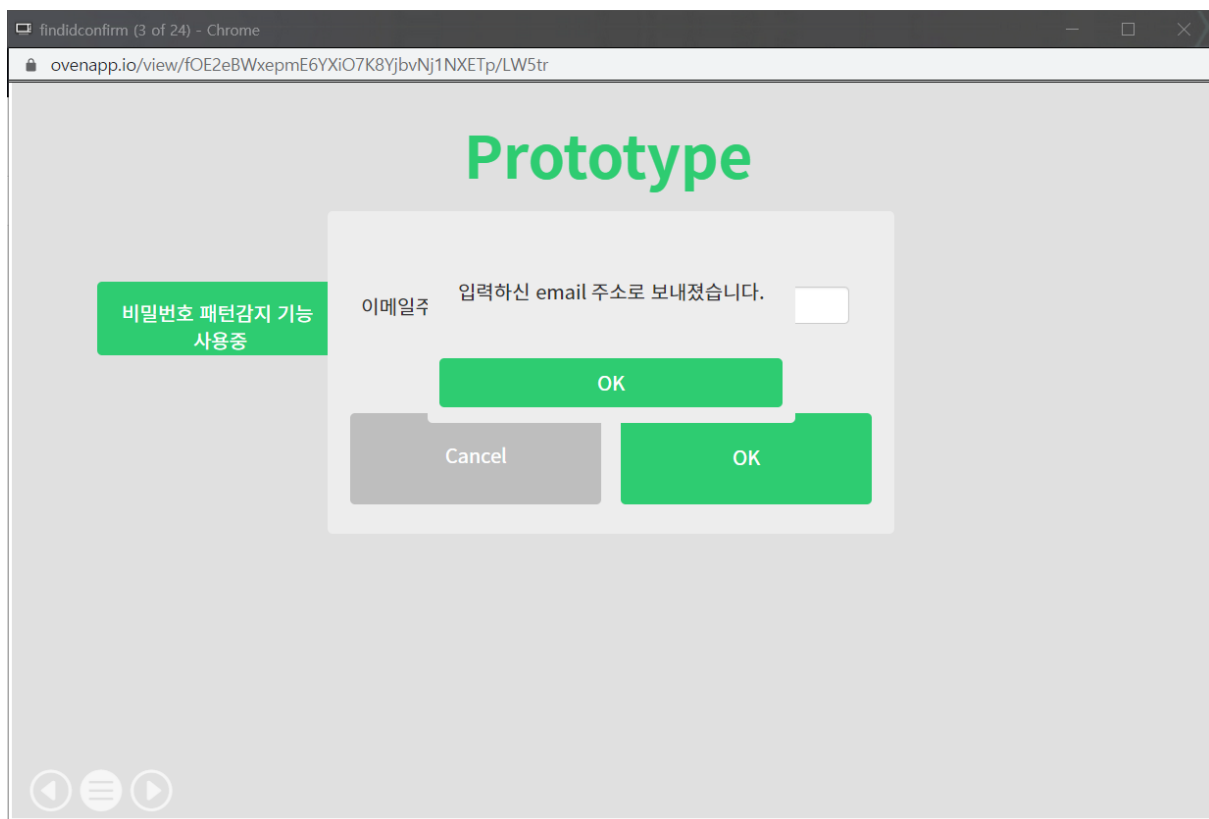 findidconfirm (3 of 24) - Chrome
ovenapp.io/view/fOE2eBWxepmE6YXiO7K8YjbvNj1NXETp/LW5tr
Prototype
비밀번호 패턴감지 기능
사용중
이메일주
입력하신 email 주소로 보내졌습니다.
OK
Cancel
OK